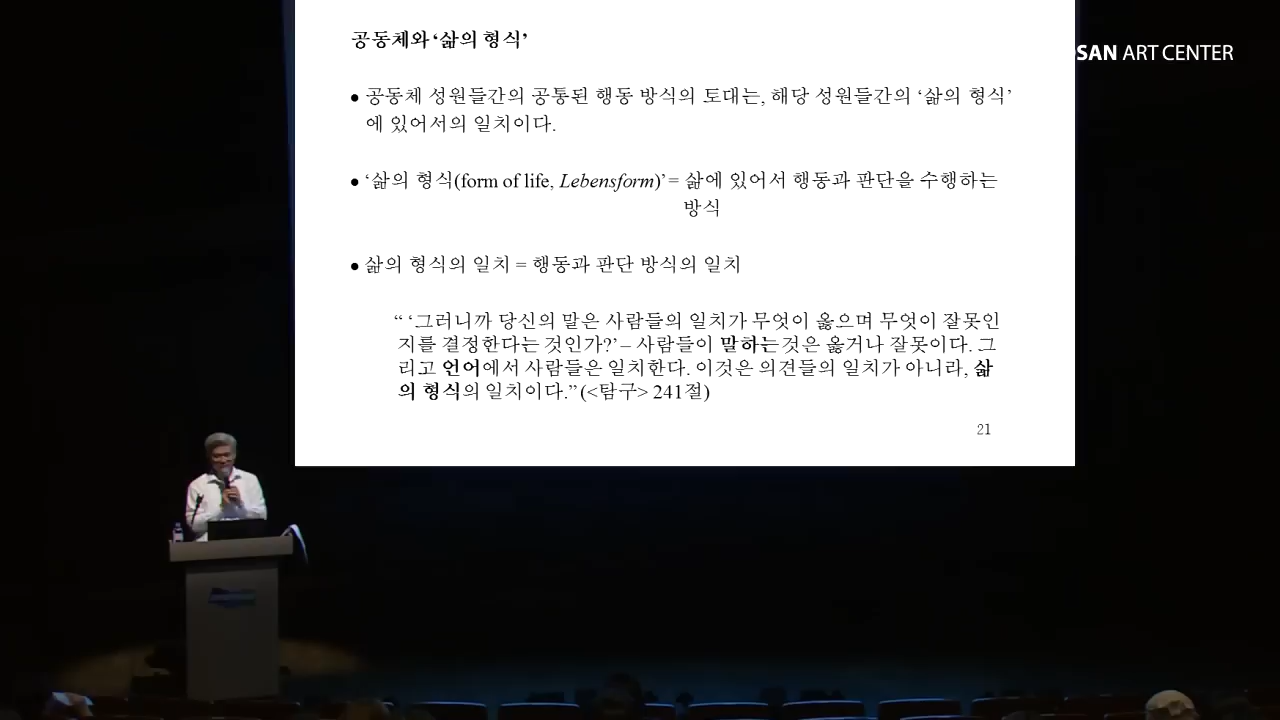 공동체와 ‘삶의 형식’
SAN ART CENTER
● 공동체 성원들간의 공통된 행동 방식의 토대는, 해당 성원들간의 ‘삶의 형식’
에 있어서의 일치이다.
● ‘삶의 형식(form of life, Lebensform)’ = 삶에 있어서 행동과 판단을 수행하는
방식
● 삶의 형식의 일치 = 행동과 판단 방식의 일치
“ ‘그러니까 당신의 말은 사람들의 일치가 무엇이 옳으며 무엇이 잘못인
지를 결정한다는 것인가?’ – 사람들이 말하는 것은 옳거나 잘못이다. 그
리고 언어에서 사람들은 일치한다. 이것은 의견들의 일치가 아니라, 삶
의 형식의 일치이다.” (<탐구> 241절)
21